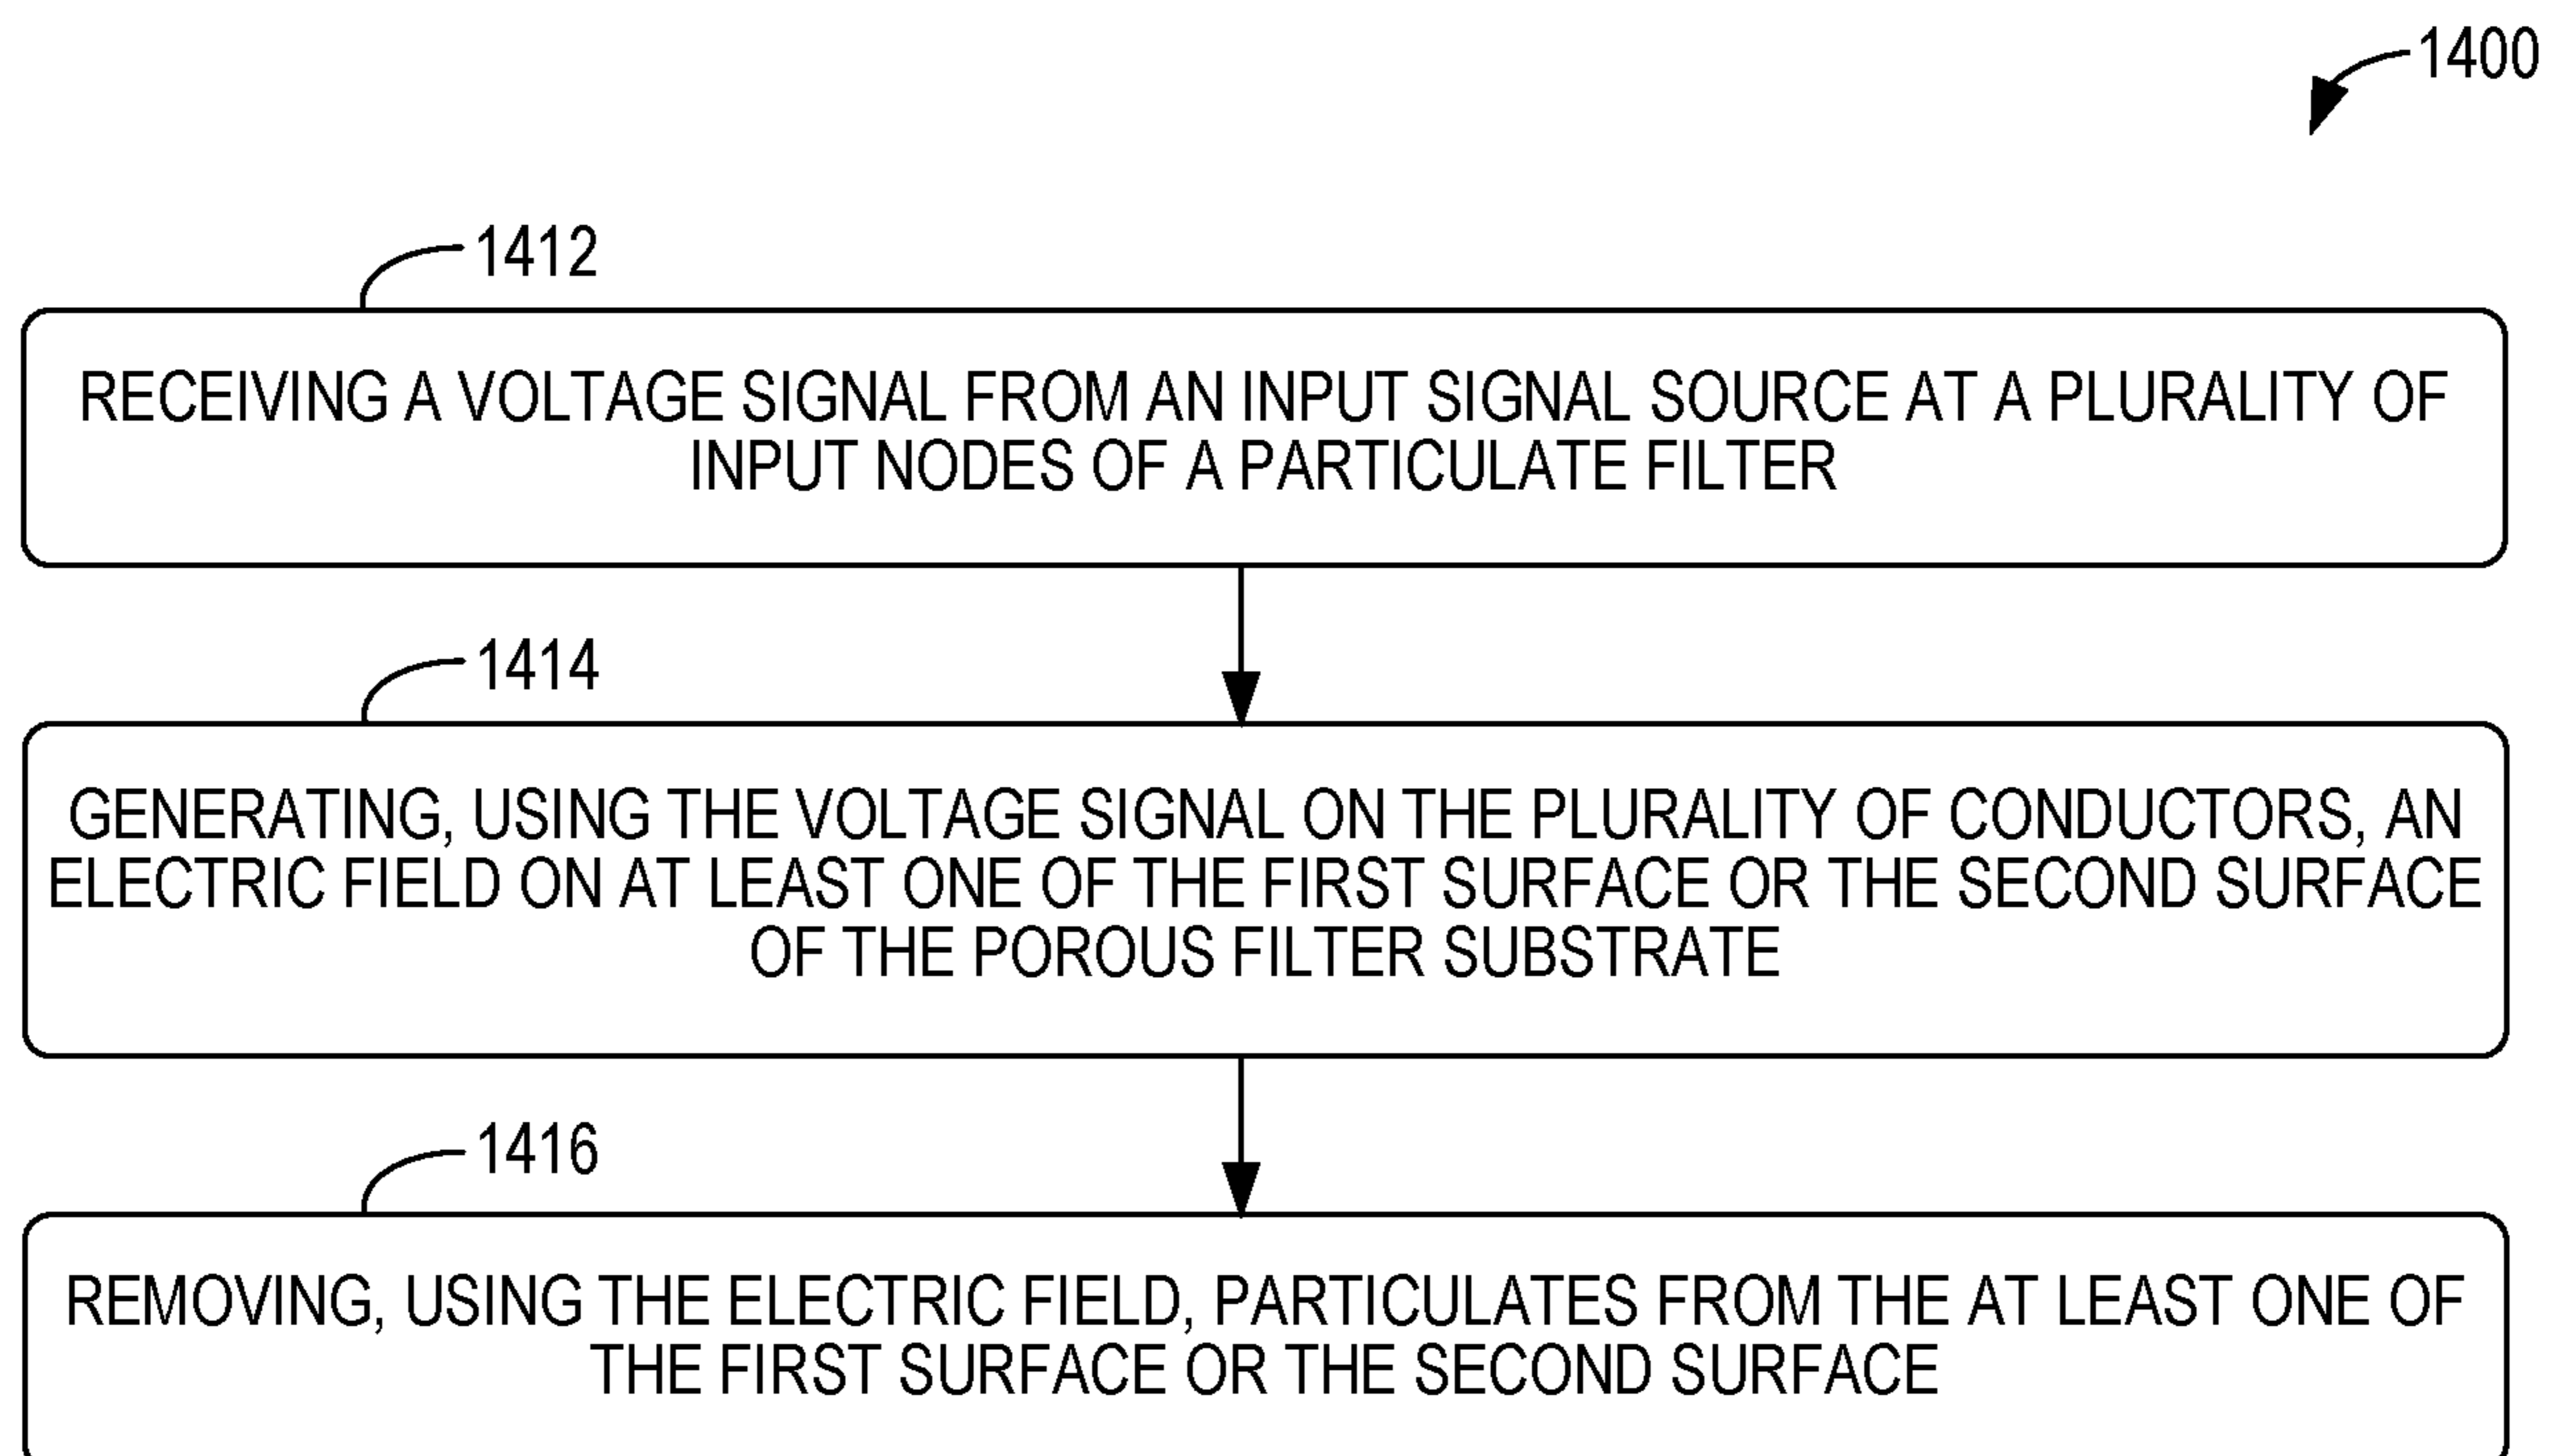 1400
1412
RECEIVING A VOLTAGE SIGNAL FROM AN INPUT SIGNAL SOURCE AT A PLURALITY OF
INPUT NODES OF A PARTICULATE FILTER
1414
GENERATING, USING THE VOLTAGE SIGNAL ON THE PLURALITY OF CONDUCTORS, AN
ELECTRIC FIELD ON AT LEAST ONE OF THE FIRST SURFACE OR THE SECOND SURFACE
OF THE POROUS FILTER SUBSTRATE
1416
REMOVING, USING THE ELECTRIC FIELD, PARTICULATES FROM THE AT LEAST ONE OF
THE FIRST SURFACE OR THE SECOND SURFACE